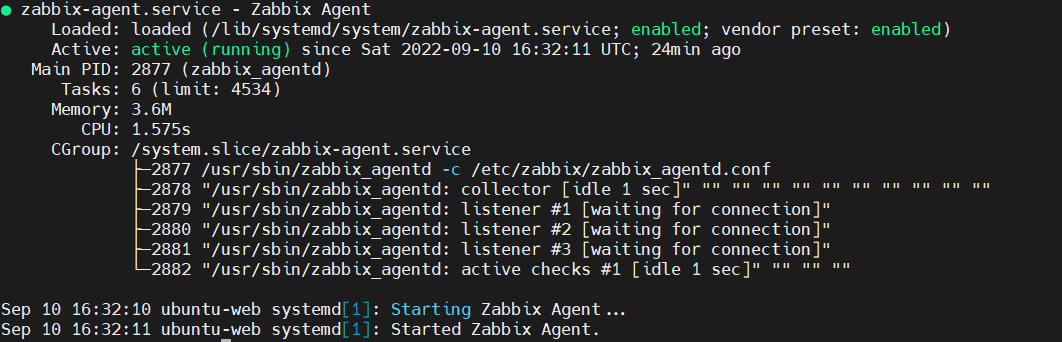 ● zabbix-agent.service - Zabbix Agent
     Loaded: loaded (/lib/systemd/system/zabbix-agent.service; enabled; vendor preset: enabled)
     Active: active (running) since Sat 2022-09-10 16:32:11 UTC; 24min ago
   Main PID: 2877 (zabbix_agentd)
      Tasks: 6 (limit: 4534)
     Memory: 3.6M
        CPU: 1.575s
     CGroup: /system.slice/zabbix-agent.service
             ├─2877 /usr/sbin/zabbix_agentd -c /etc/zabbix/zabbix_agentd.conf
             ├─2878 "/usr/sbin/zabbix_agentd: collector [idle 1 sec]" "" "" "" "" "" "" "" "" "" ""
             ├─2879 "/usr/sbin/zabbix_agentd: listener #1 [waiting for connection]"
             ├─2880 "/usr/sbin/zabbix_agentd: listener #2 [waiting for connection]"
             ├─2881 "/usr/sbin/zabbix_agentd: listener #3 [waiting for connection]"
             └─2882 "/usr/sbin/zabbix_agentd: active checks #1 [idle 1 sec]" "" "" ""
Sep 10 16:32:10 ubuntu-web systemd[1]: Starting Zabbix Agent...
Sep 10 16:32:11 ubuntu-web systemd[1]: Started Zabbix Agent.